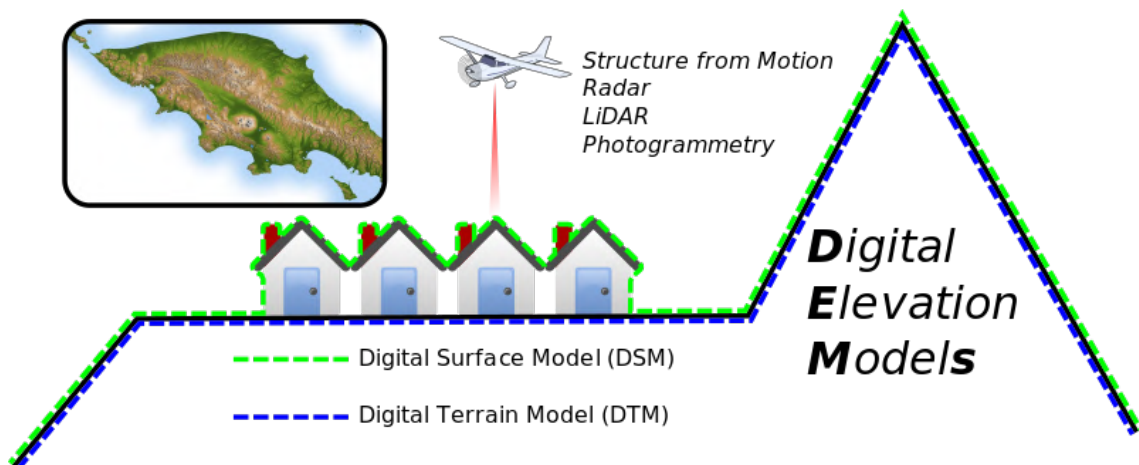 Structure from Motion
Radar
LiDAR
Photogrammetry
Digital
Elevation
Models
Digital Surface Model (DSM)
Digital Terrain Model (DTM)